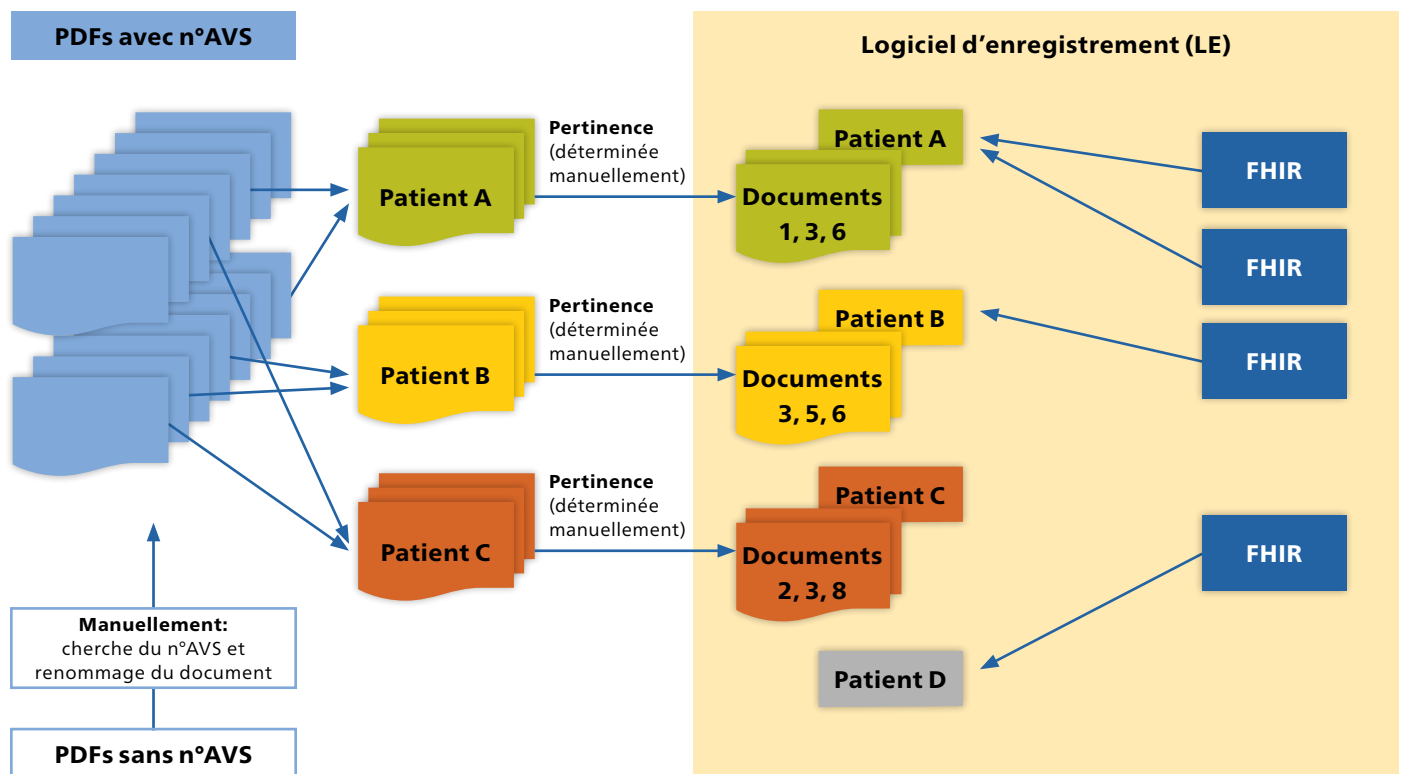 PDFs avec n°AVS
Logiciel d'enregistrement (LE)
Patient A
Pertinence
(déterminée
manuellement)
Patient A
Documents
1, 3, 6
FHIR
FHIR
Patient B
Pertinence
(déterminée
manuellement)
Patient B
Documents
3, 5, 6
FHIR
Patient C
Pertinence
(déterminée
manuellement)
Patient C
Documents
2, 3, 8
FHIR
Patient D
Manuellement:
cherche du n°AVS et
renommage du document
PDFs sans n°AVS